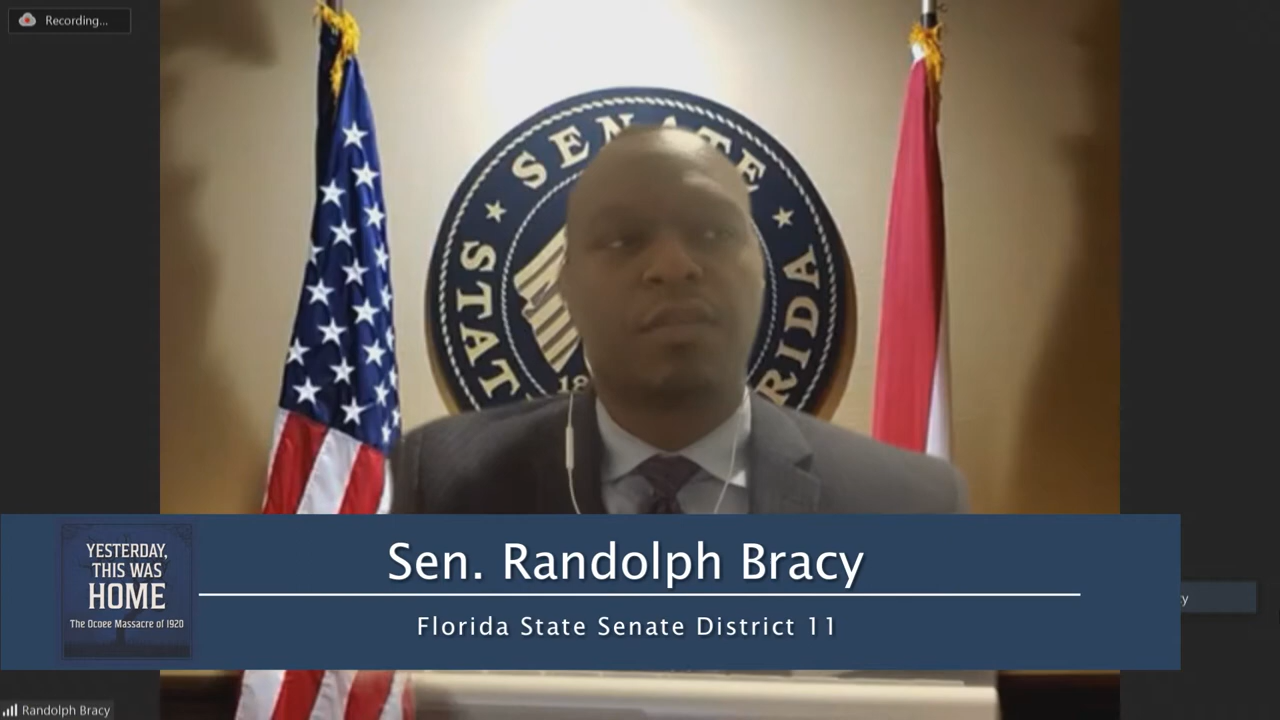 Recording...
SENATE
STATE
FLORIDA
18
YESTERDAY,
THIS WAS
HOME
The Ocoee Massacre of 1920
Sen. Randolph Bracy
Florida State Senate District 11
y
Randolph Bracy